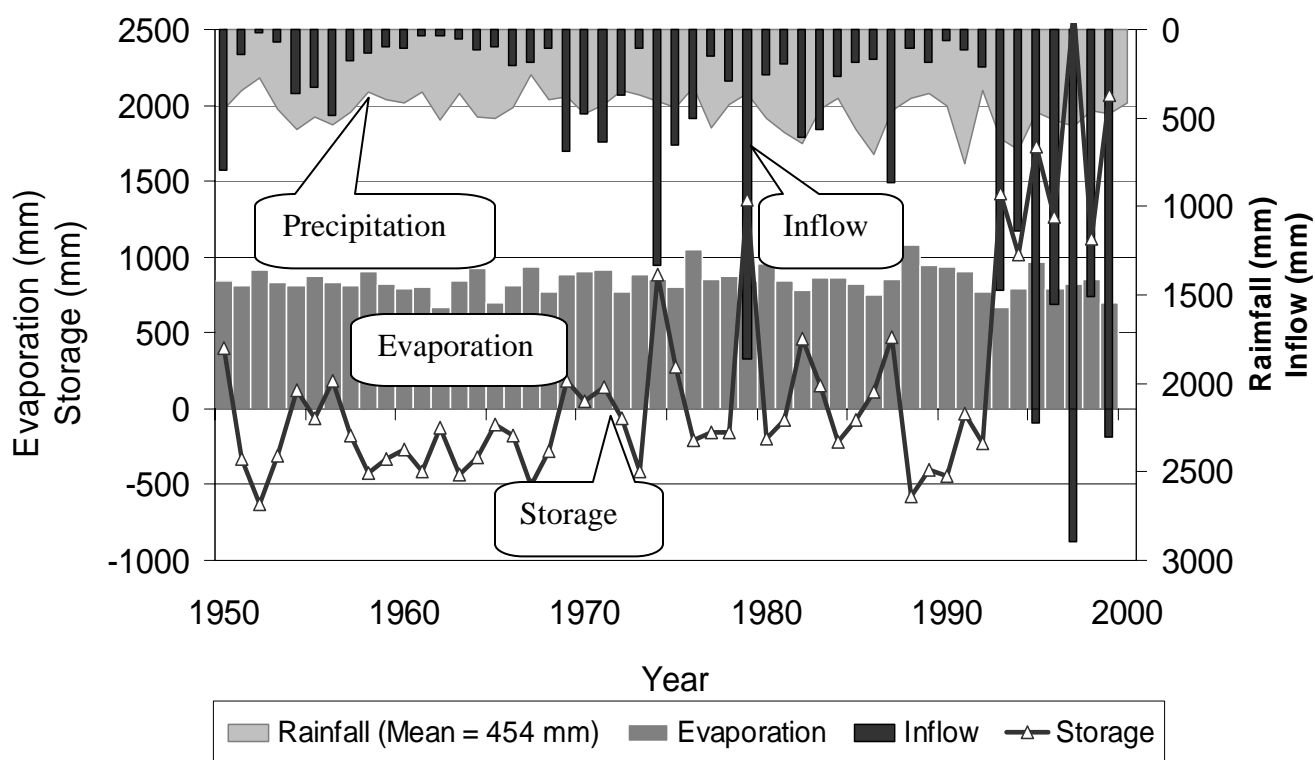 2500
2000
1500
1000
500
0
-500
-1000
0
500
1000
1500
2000
2500
3000
Evaporation (mm)
Storage (mm)
Raimfall (mm)
Inflow (mm)
Precipitation
Inflow
Evaporation
Storage
1950
1960
1970
1980
1990
2000
Year
Rainfall (Mean = 454 mm)
Evaporation
Inflow
Storage